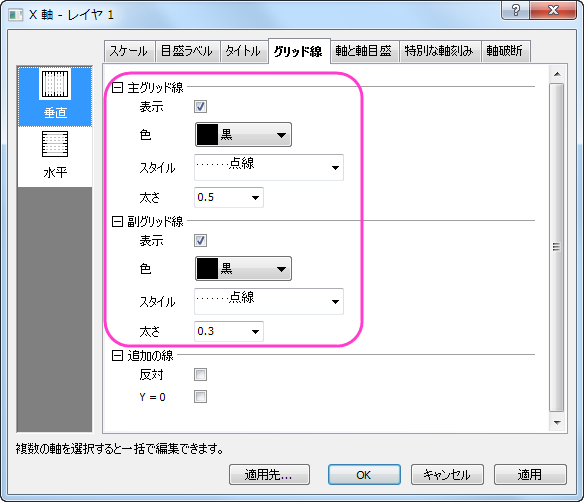 X 軸 - レイヤ 1
スケール 目盛ラベル タイトル グリッド線 軸と軸目盛 特別な軸刻み 軸破断
垂直
水平
主グリッド線
表示
色 黒
スタイル ‥‥‥点線
太さ 0.5
副グリッド線
表示
色 黒
スタイル ‥‥‥点線
太さ 0.3
追加の線
反対
Y = 0
複数の軸を選択すると一括で編集できます。
適用先... OK キャンセル 適用